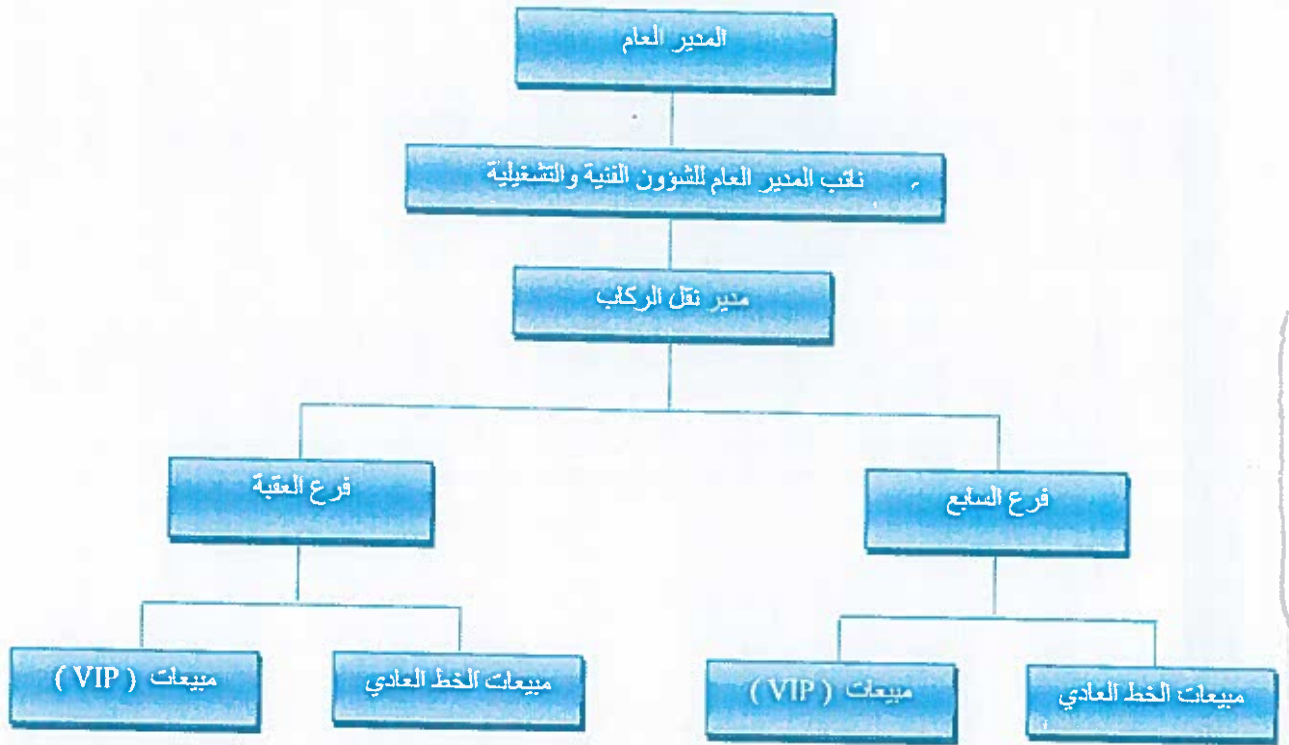 المدير العام
نائب المدير العام للشؤون الفنية والتشغيلية
مدير نقل الركاب
فرع السابع
فرع العقبة
مبيعات الخط العادي
مبيعات ( VIP )
مبيعات الخط العادي
مبيعات ( VIP )